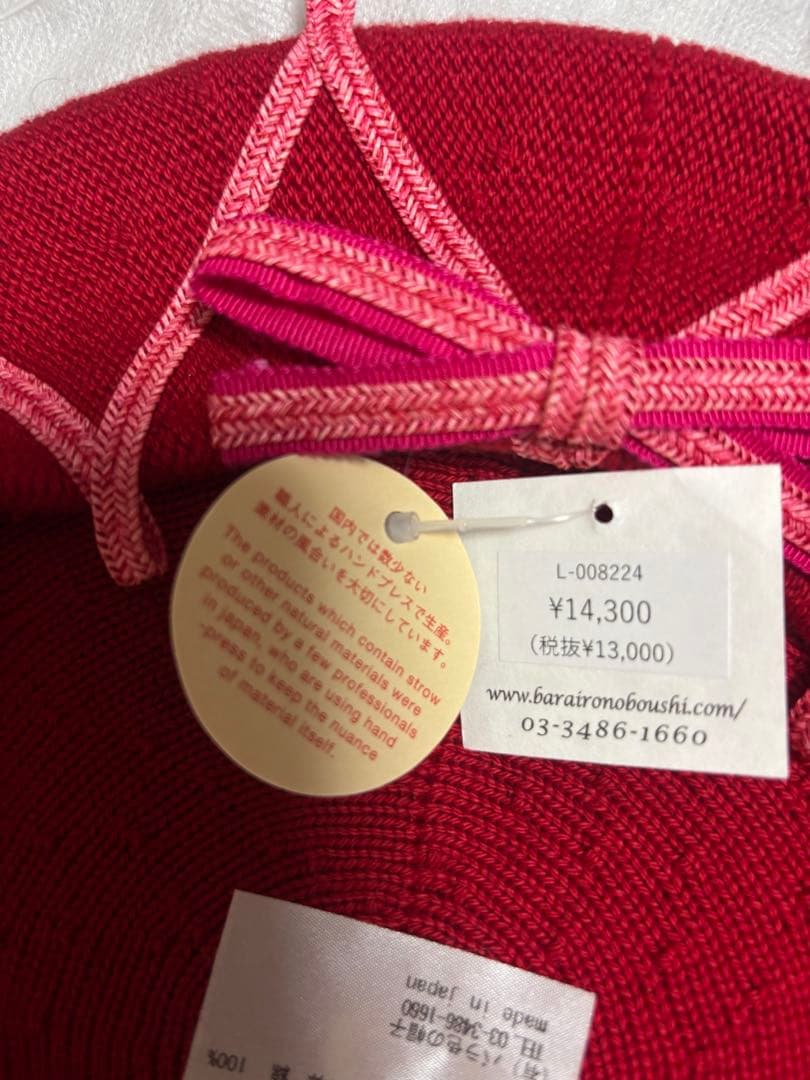 国内では数少ない
職人によるハンドプレスで生産。
素材の風合いを大切にしています。
The products which contain strow
or other natural materials were
produced by a few professionals
in japan, who are using hand
-press to keep the nuance
of material itself.
L-008224
¥14,300
(税抜¥13,000)
www.baraironoboushi.com/
03-3486-1660
100%
(有)バラ色の帽子
TEL 03-3486-1660
made in japan